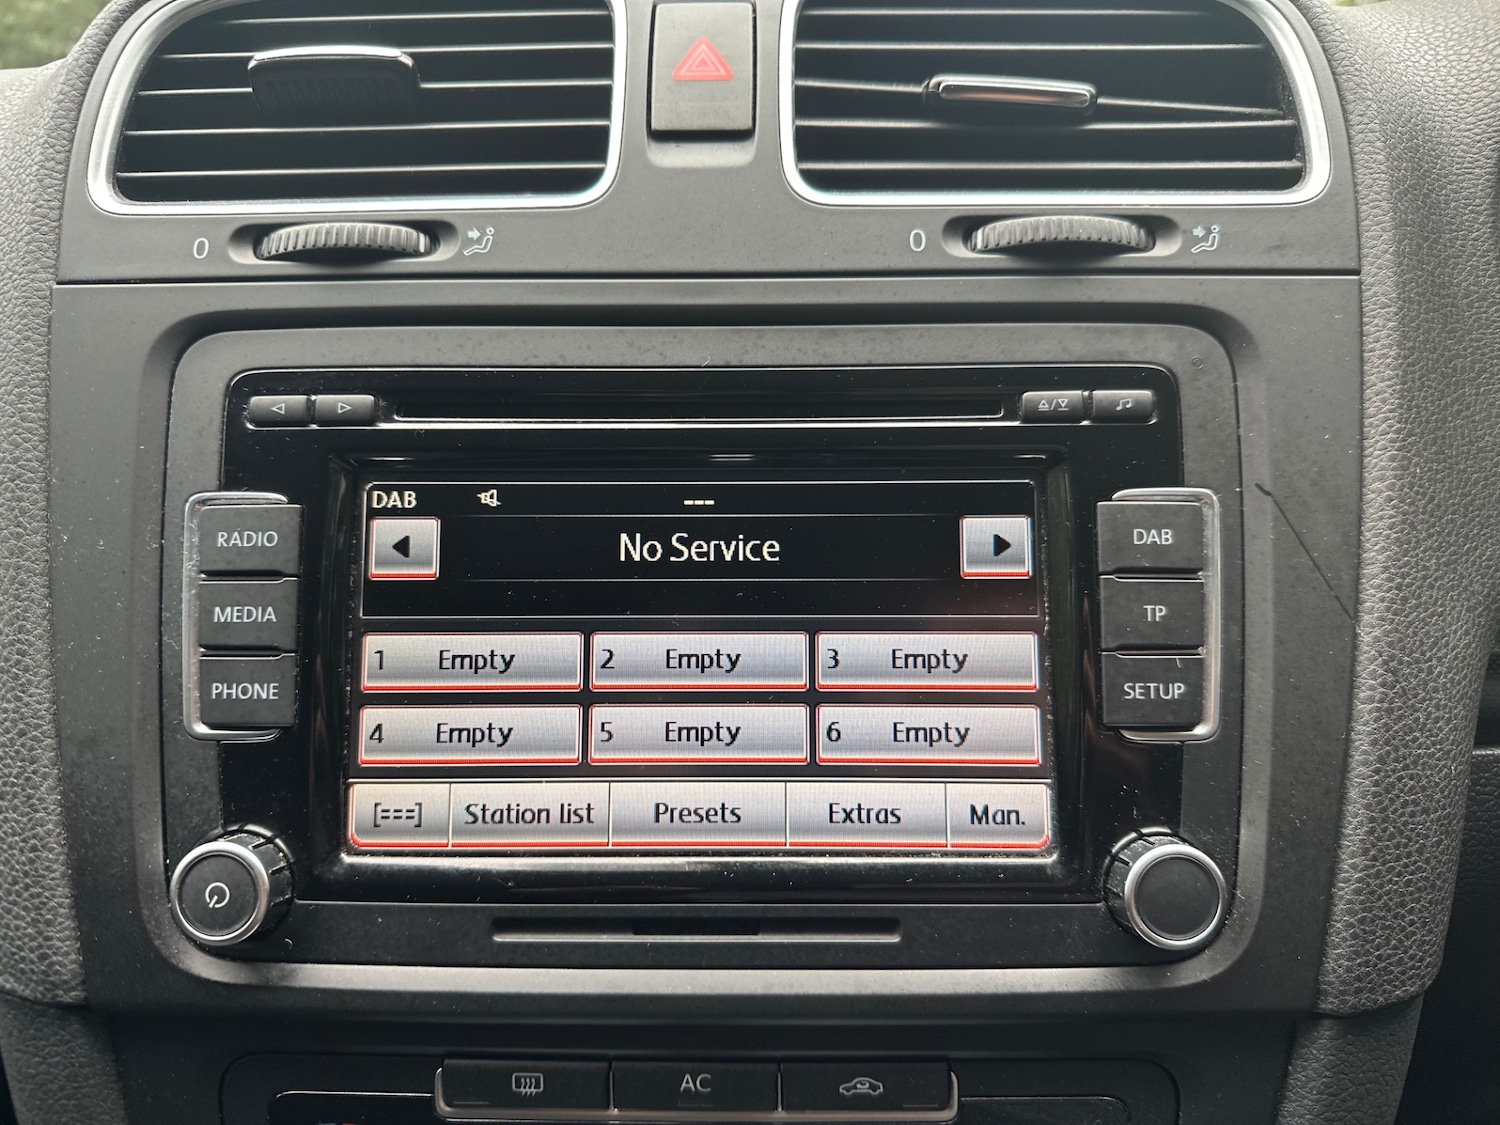 0
0
DAB ---
No Service
1 Empty 2 Empty 3 Empty
4 Empty 5 Empty 6 Empty
[===] Station list Presets Extras Man.
RADIO
MEDIA
PHONE
DAB
TP
SETUP
AC